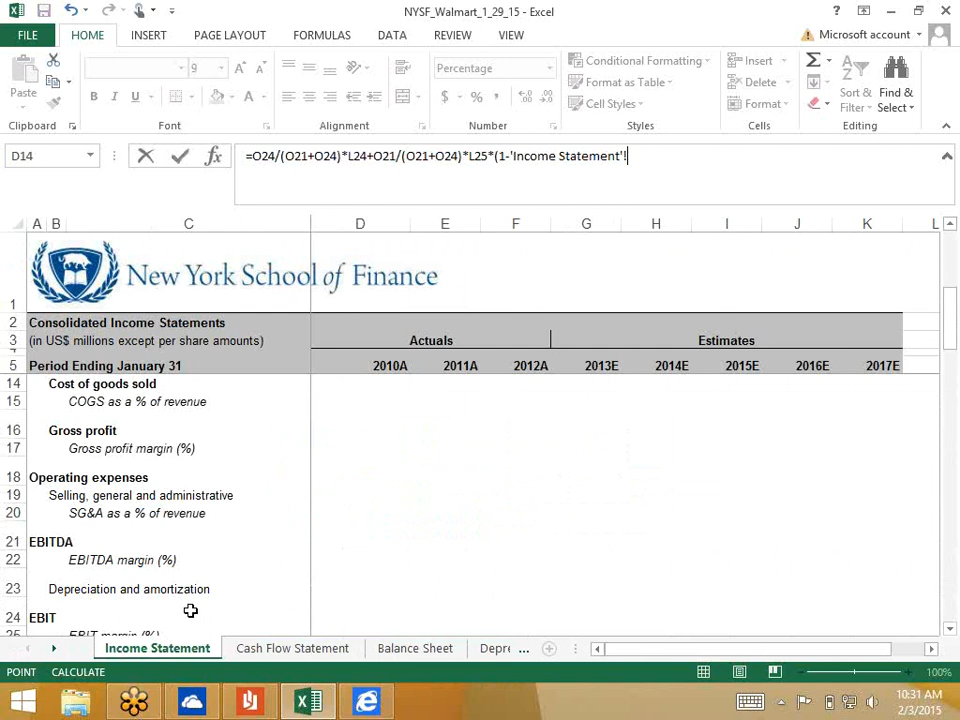 NYSF_Walmart_1_29_15 - Excel
FILE HOME INSERT PAGE LAYOUT FORMULAS DATA REVIEW VIEW Microsoft account
Paste
9
B I U
Percentage
$ % ,
Conditional Formatting
Format as Table
Cell Styles
Insert
Delete
Format
Sort &
Filter
Find &
Select
Clipboard Font Alignment Number Styles Cells Editing
D14 fx =O24/(O21+O24)*L24+O21/(O21+O24)*L25*(1-'Income Statement'!
A B C D E F G H I J K L
New York School of Finance
1
2 Consolidated Income Statements
3 (in US$ millions except per share amounts) Actuals Estimates
5 Period Ending January 31 2010A 2011A 2012A 2013E 2014E 2015E 2016E 2017E
14 Cost of goods sold
15 COGS as a % of revenue
16 Gross profit
17 Gross profit margin (%)
18 Operating expenses
19 Selling, general and administrative
20 SG&A as a % of revenue
21 EBITDA
22 EBITDA margin (%)
23 Depreciation and amortization
24 EBIT
25 EBIT margin (%)
Income Statement Cash Flow Statement Balance Sheet Depre ...
POINT CALCULATE 100%
10:31 AM
2/3/2015